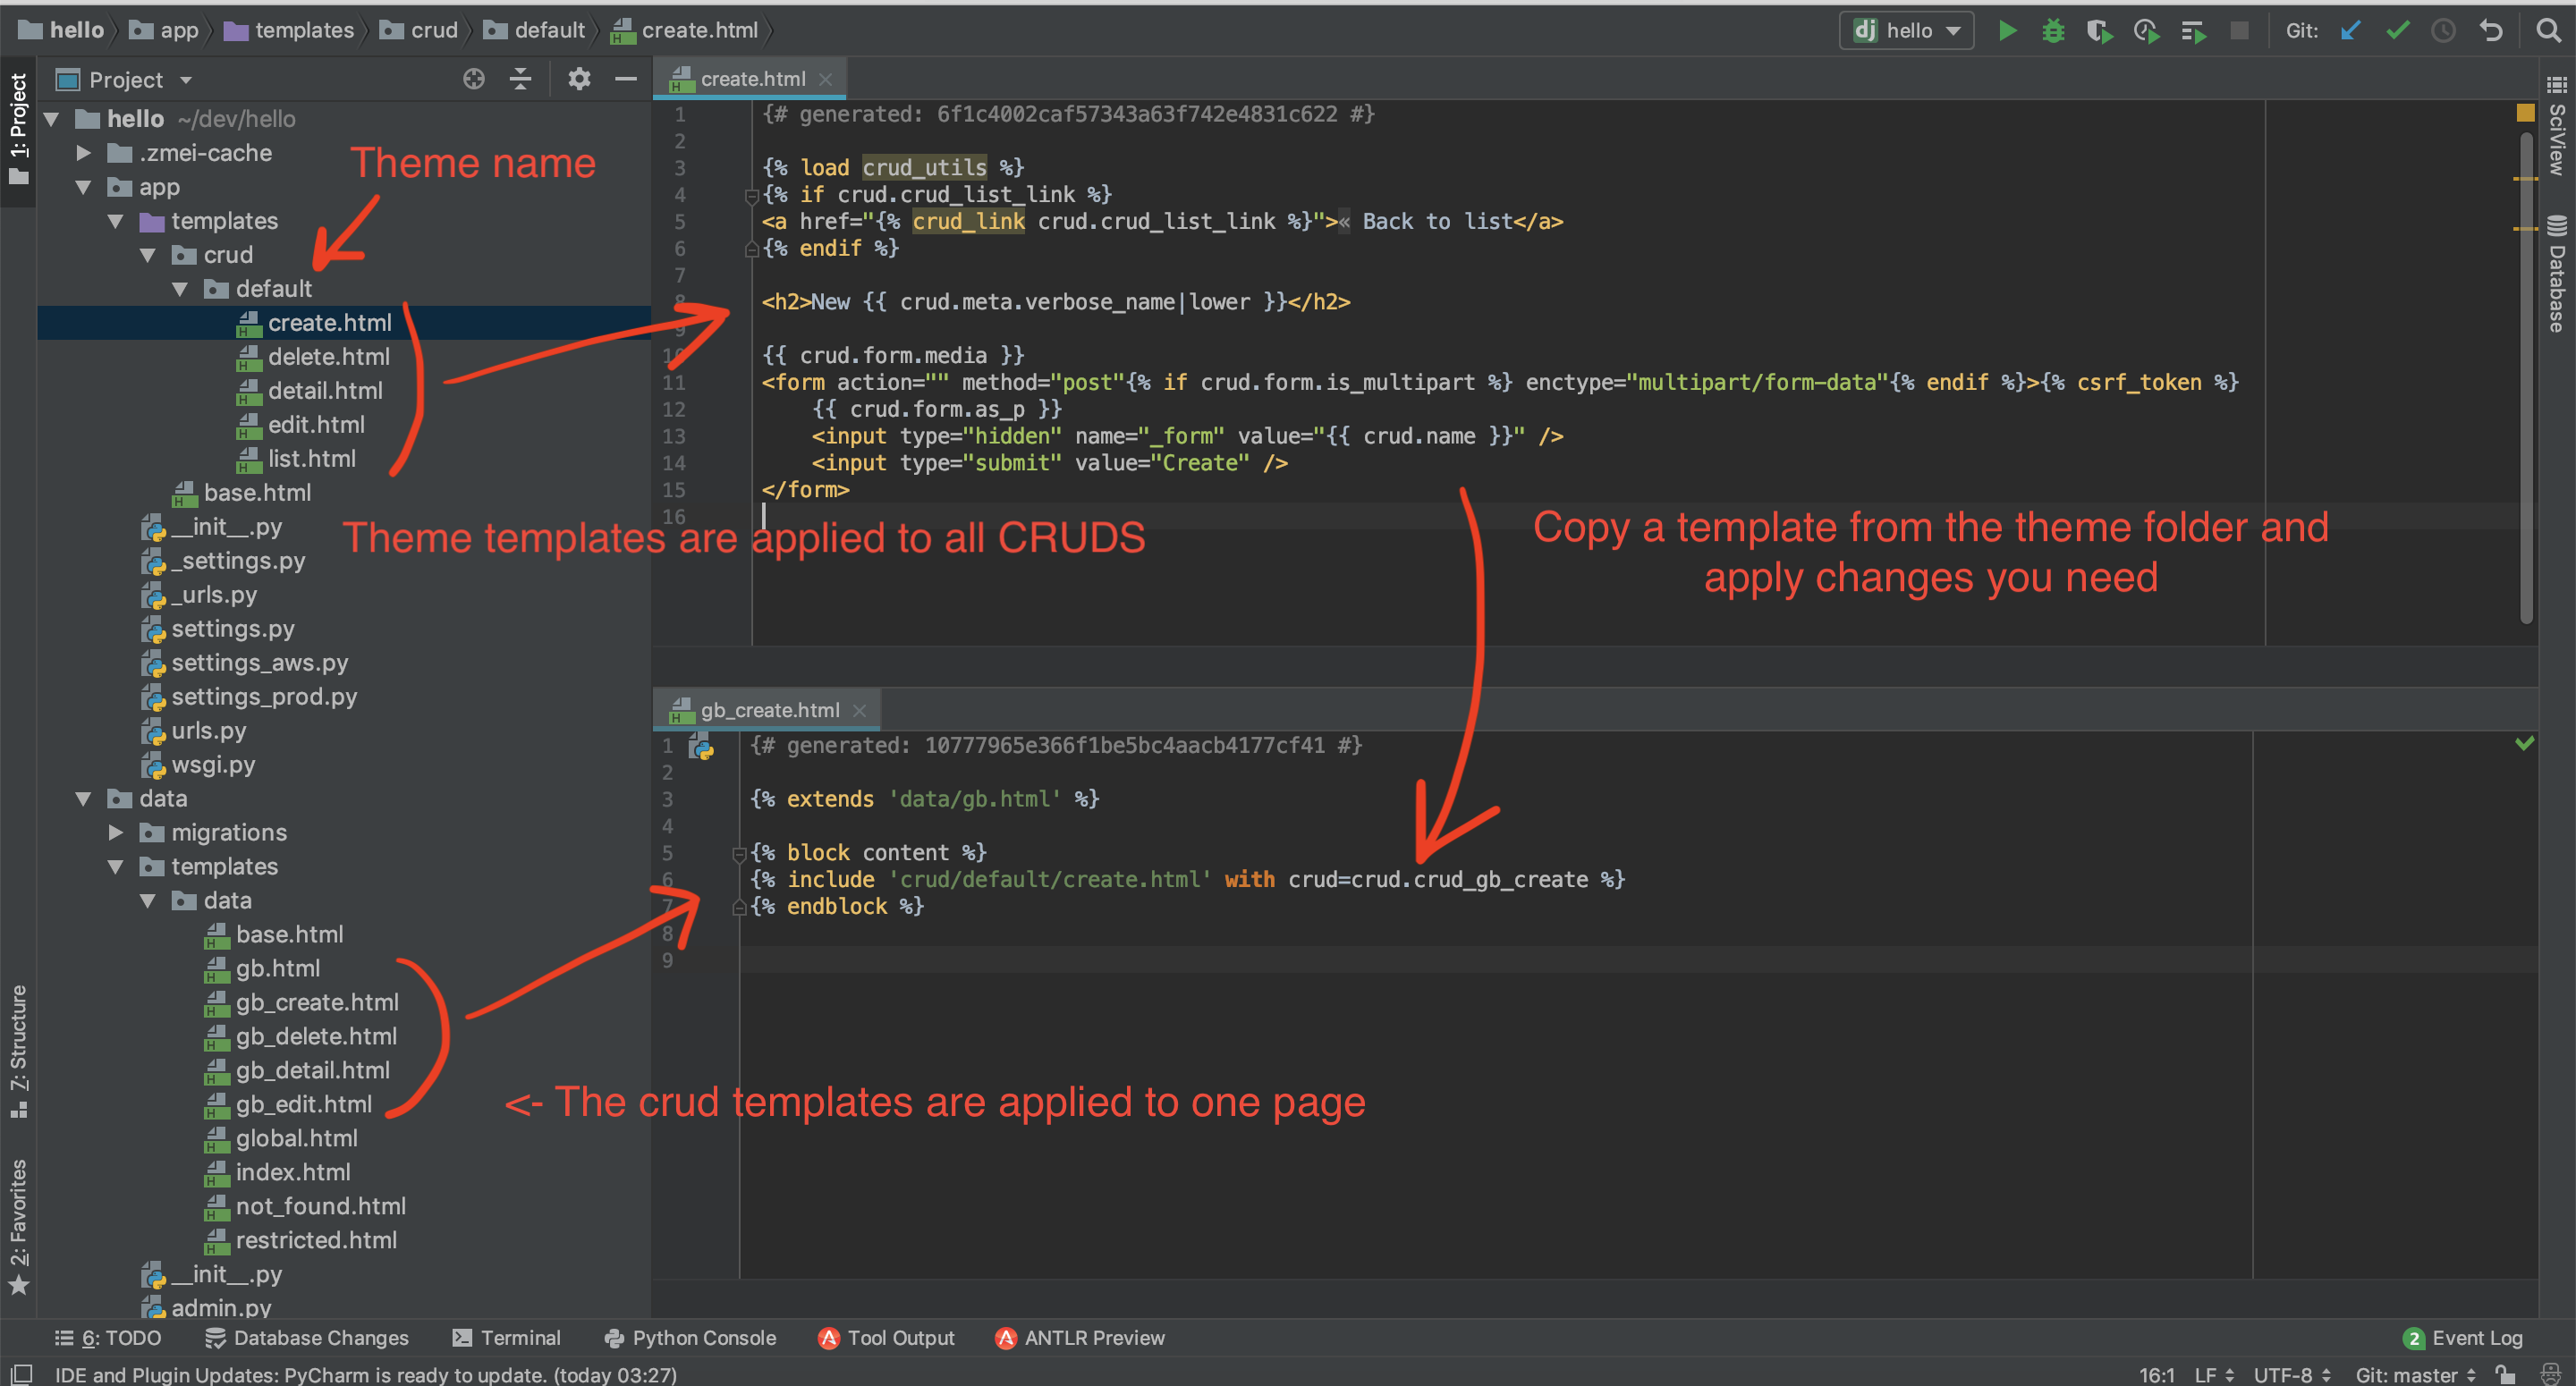 hello app templates crud default create.html
hello Git:
1: Project
Project
hello ~/dev/hello
.zmei-cache
app
templates
crud
default
create.html
delete.html
detail.html
edit.html
list.html
base.html
__init__.py
_settings.py
_urls.py
settings.py
settings_aws.py
settings_prod.py
urls.py
wsgi.py
data
migrations
templates
data
base.html
gb.html
gb_create.html
gb_delete.html
gb_detail.html
gb_edit.html
global.html
index.html
not_found.html
restricted.html
__init__.py
admin.py
Theme name
Theme templates are applied to all CRUDS
<- The crud templates are applied to one page
Copy a template from the theme folder and
apply changes you need
create.html
1 {# generated: 6f1c4002caf57343a63f742e4831c622 #}
2
3 {% load crud_utils %}
4 {% if crud.crud_list_link %}
5 <a href="{% crud_link crud.crud_list_link %}">« Back to list</a>
6 {% endif %}
7
8 <h2>New {{ crud.meta.verbose_name|lower }}</h2>
9
10 {{ crud.form.media }}
11 <form action="" method="post"{% if crud.form.is_multipart %} enctype="multipart/form-data"{% endif %}>{% csrf_token %}
12 {{ crud.form.as_p }}
13 <input type="hidden" name="_form" value="{{ crud.name }}" />
14 <input type="submit" value="Create" />
15 </form>
16
gb_create.html
1 {# generated: 10777965e366f1be5bc4aacb4177cf41 #}
2
3 {% extends 'data/gb.html' %}
4
5 {% block content %}
6 {% include 'crud/default/create.html' with crud=crud.crud_gb_create %}
7 {% endblock %}
8
9
SciView
Database
7: Structure
2: Favorites
6: TODO Database Changes Terminal Python Console Tool Output ANTLR Preview 2 Event Log
IDE and Plugin Updates: PyCharm is ready to update. (today 03:27) 16:1 LF UTF-8 Git: master